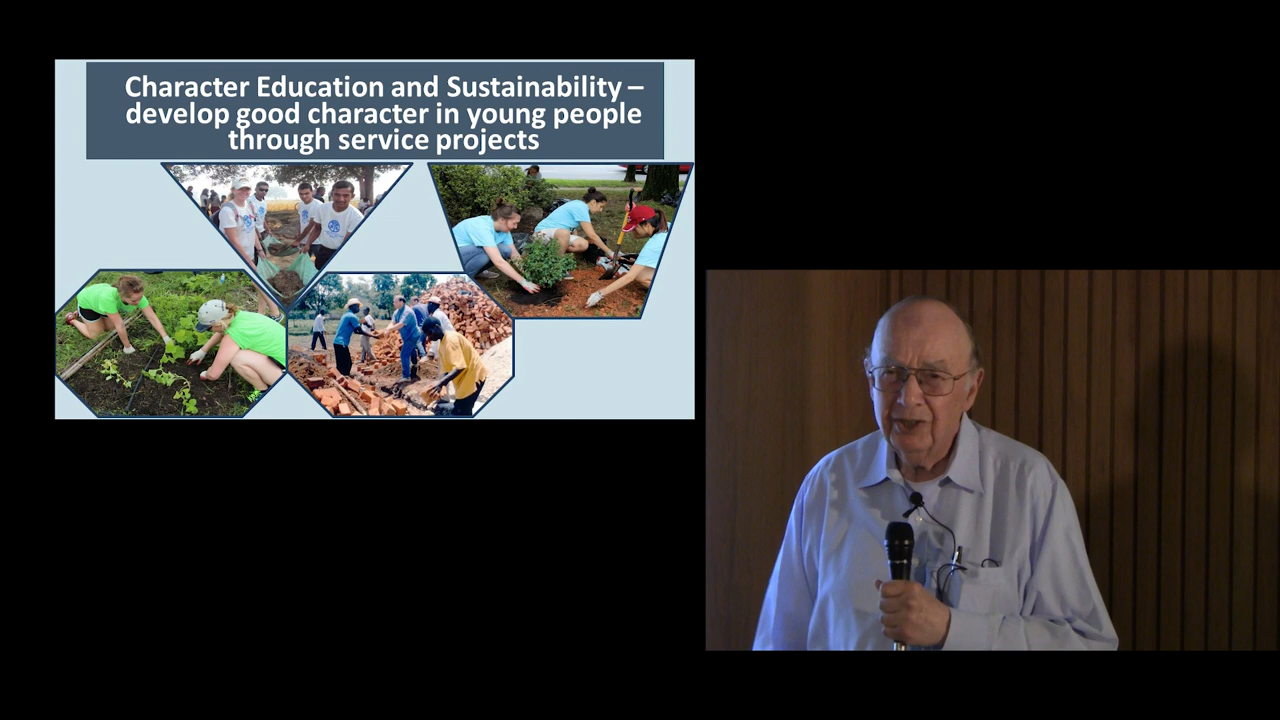 Character Education and Sustainability –
develop good character in young people
through service projects